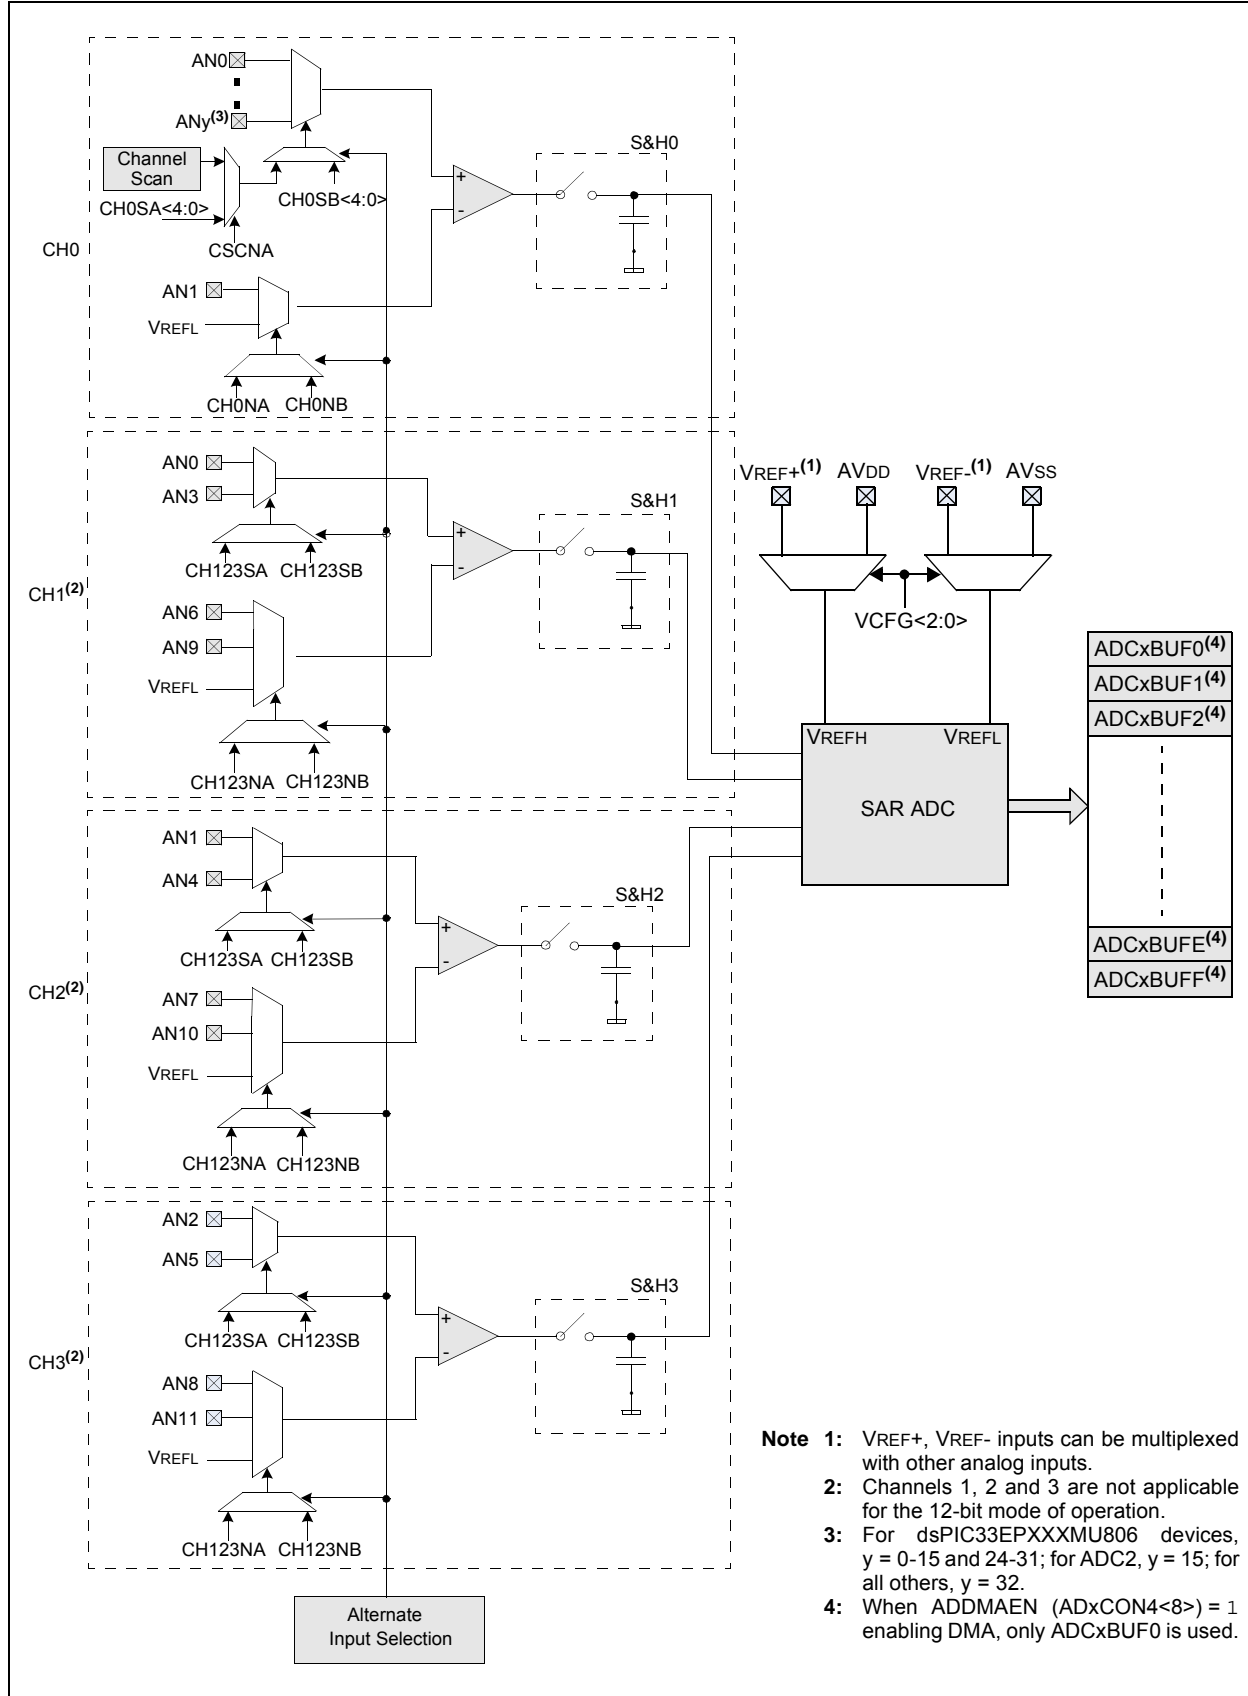 AN0
ANy(3)
Channel
Scan
CH0SA<4:0>
CH0SB<4:0>
CSCNA
CH0
AN1
VREFL
CH0NA CH0NB
+
-
S&H0
AN0
AN3
CH123SA CH123SB
CH1(2)
AN6
AN9
VREFL
CH123NA CH123NB
+
-
S&H1
VREF+(1) AVDD VREF-(1) AVSS
VCFG<2:0>
VREFH VREFL
SAR ADC
ADCxBUF0(4)
ADCxBUF1(4)
ADCxBUF2(4)
ADCxBUFE(4)
ADCxBUFF(4)
AN1
AN4
CH123SA CH123SB
CH2(2)
AN7
AN10
VREFL
CH123NA CH123NB
+
-
S&H2
AN2
AN5
CH123SA CH123SB
CH3(2)
AN8
AN11
VREFL
CH123NA CH123NB
+
-
S&H3
Alternate
Input Selection
Note 1: VREF+, VREF- inputs can be multiplexed
with other analog inputs.
2: Channels 1, 2 and 3 are not applicable
for the 12-bit mode of operation.
3: For dsPIC33EPXXXMU806 devices,
y = 0-15 and 24-31; for ADC2, y = 15; for
all others, y = 32.
4: When ADDMAEN (ADxCON4<8>) = 1
enabling DMA, only ADCxBUF0 is used.